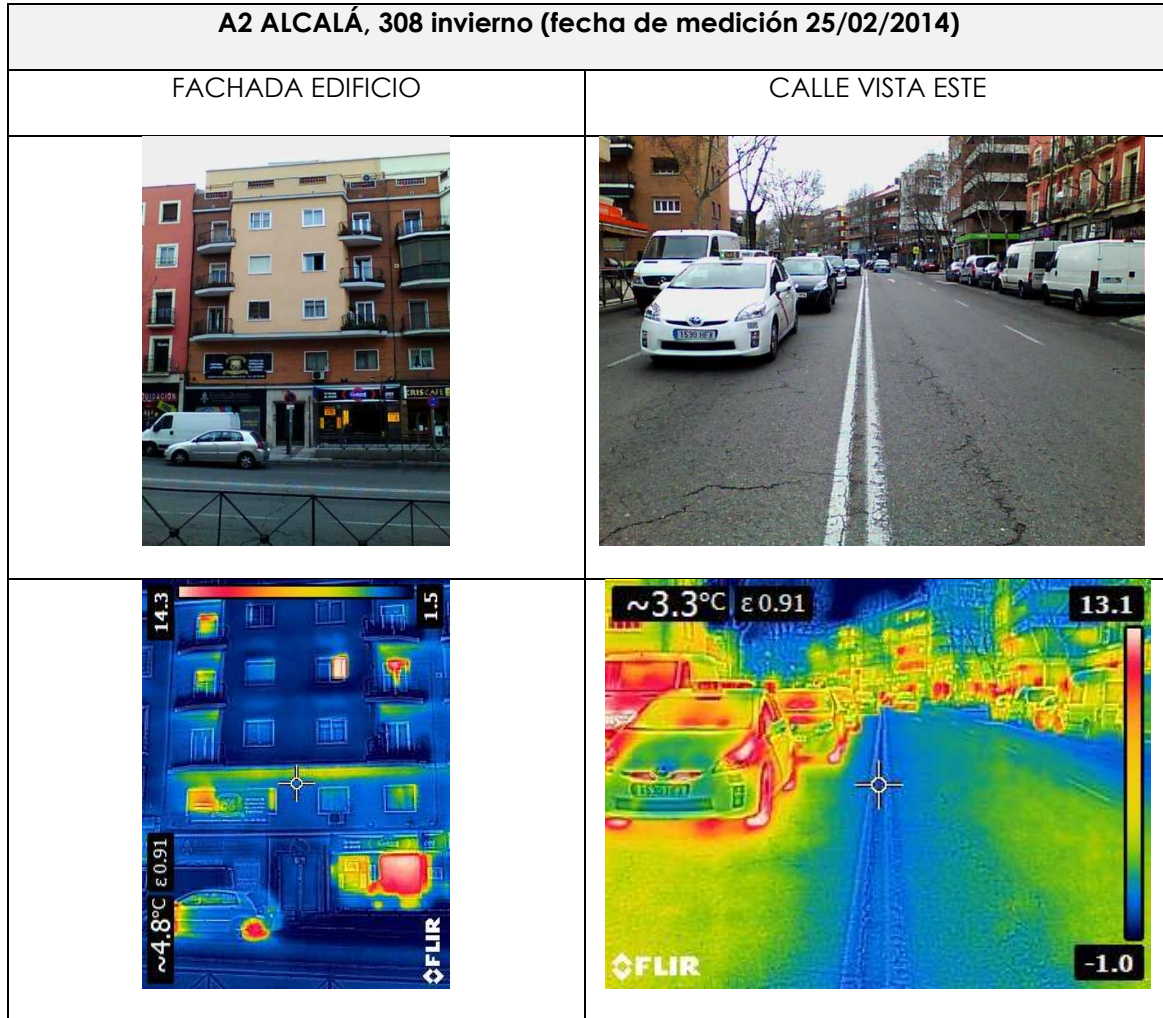 A2 ALCALÁ, 308 invierno (fecha de medición 25/02/2014)
FACHADA EDIFICIO
CALLE VISTA ESTE
CRISCAFE
14.3
1.5
~4.8°C ε 0.91
FLIR
~3.3°C ε 0.91
13.1
-1.0
FLIR